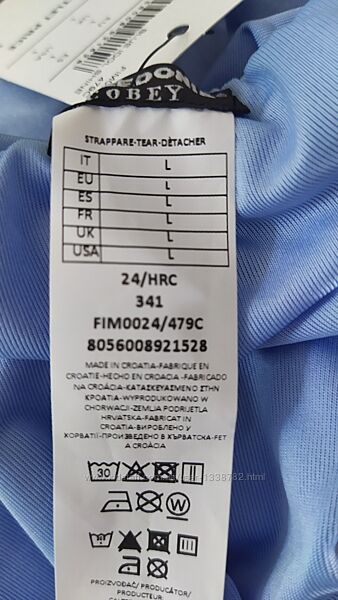 OBEY
STRAPPARE-TEAR-DÈTACHER
IT L
EU L
ES L
FR L
UK L
USA L
24/HRC
341
FIM0024/479C
8056008921528
MADE IN CROATIA-FABRIQUE EN
CROATIE-HECHO EN CROACIA-FABRICADO
NA CROÁCIA-ΚΑΤΑΣΚΕΥΑΣΜΕΝΟ ΣΤΗΝ
ΚΡΟΑΤΙΑ-WYPRODUKOWANO W
CHORWACJI-ZEMLJA PODRIJETLA
HRVATSKA-FABRICAT IN
CROATIA-ВИРОБЛЕНО У
ХОРВАТІЇ-ПРОИЗВЕДЕНО В ХЪРВАТСКА-FET
A CROÀCIA
30
W
PROIZVOĐAČ/ PRODUCĂTOR/
PRODUCTEUR: